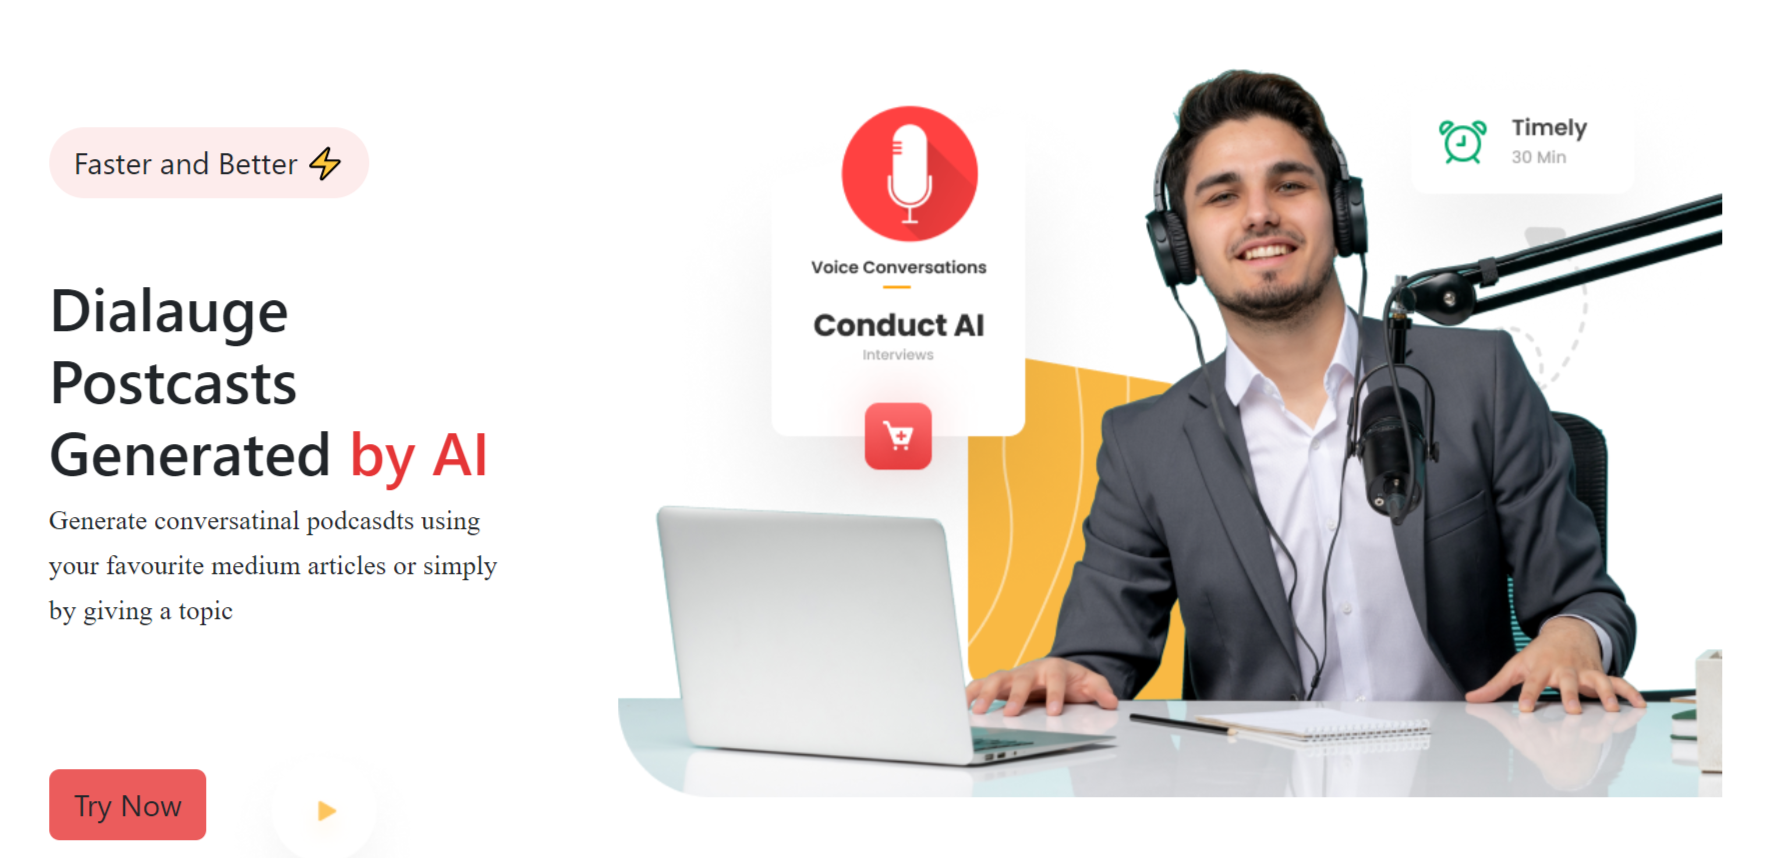 Faster and Better ⚡
Dialauge
Postcasts
Generated by AI
Generate conversatinal podcasdts using
your favourite medium articles or simply
by giving a topic
Try Now
Voice Conversations
Conduct AI
Interviews
Timely
30 Min